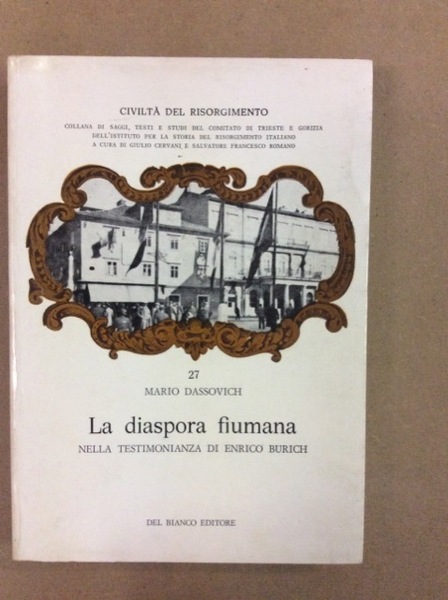 CIVILTÀ DEL RISORGIMENTO
COLLANA DI SAGGI, TESTI E STUDI DEL COMITATO DI TRIESTE E GORIZIA
DELL'ISTITUTO PER LA STORIA DEL RISORGIMENTO ITALIANO
A CURA DI GIULIO CERVANI E SALVATORE FRANCESCO ROMANO
27
MARIO DASSOVICH
La diaspora fiumana
NELLA TESTIMONIANZA DI ENRICO BURICH
DEL BIANCO EDITORE